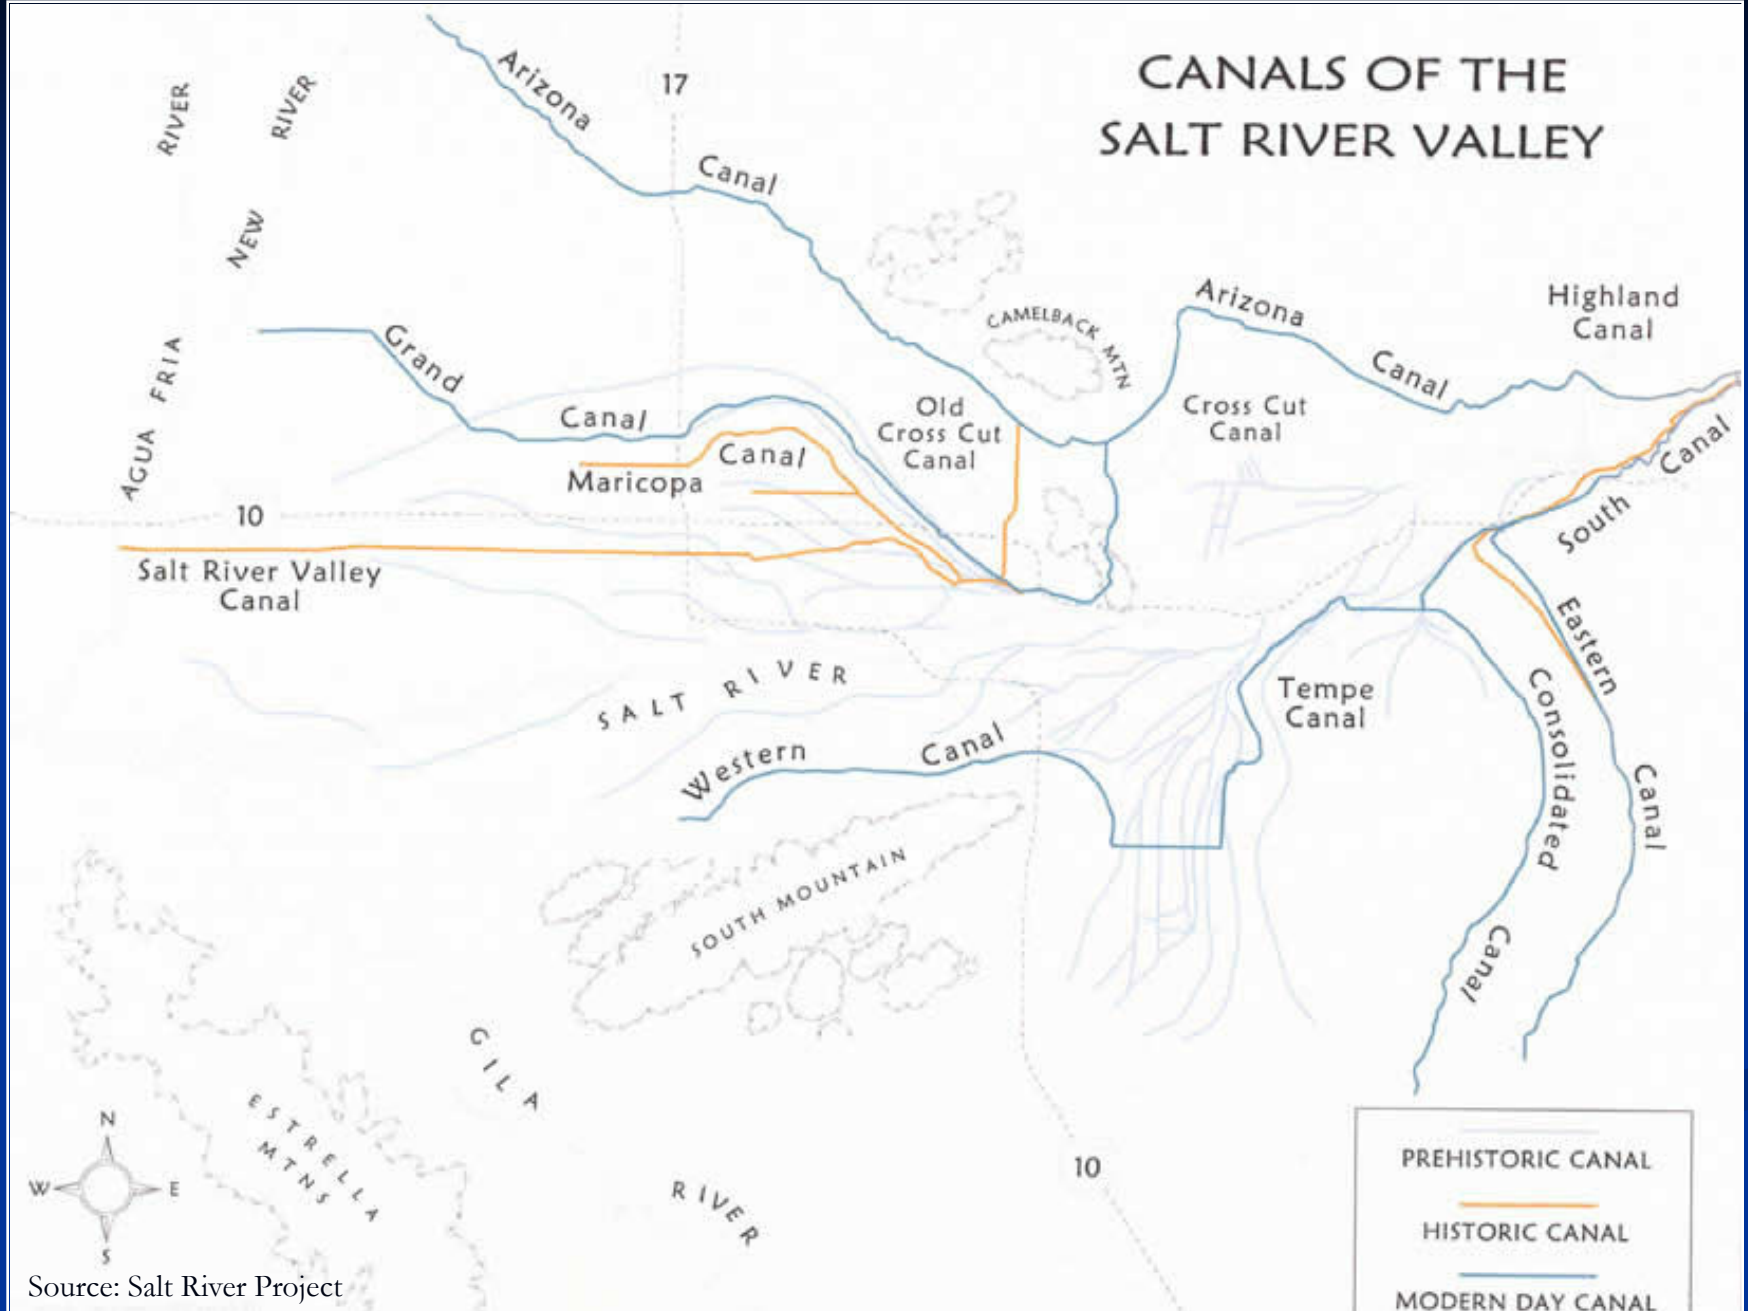 CANALS OF THE
SALT RIVER VALLEY
RIVER
RIVER
NEW
AGUA FRIA
Arizona
Canal
17
CAMELBACK MTN
Arizona
Canal
Highland
Canal
Grand
Canal
Canal
Maricopa
Old
Cross Cut
Canal
Cross Cut
Canal
South
Canal
10
Salt River Valley
Canal
SALT RIVER
Western
Canal
Tempe
Canal
Eastern
Canal
Consolidated
Canal
SOUTH MOUNTAIN
GILA
RIVER
ESTRELLA
MTNS
10
N
W
E
S
PREHISTORIC CANAL
HISTORIC CANAL
MODERN DAY CANAL
Source: Salt River Project